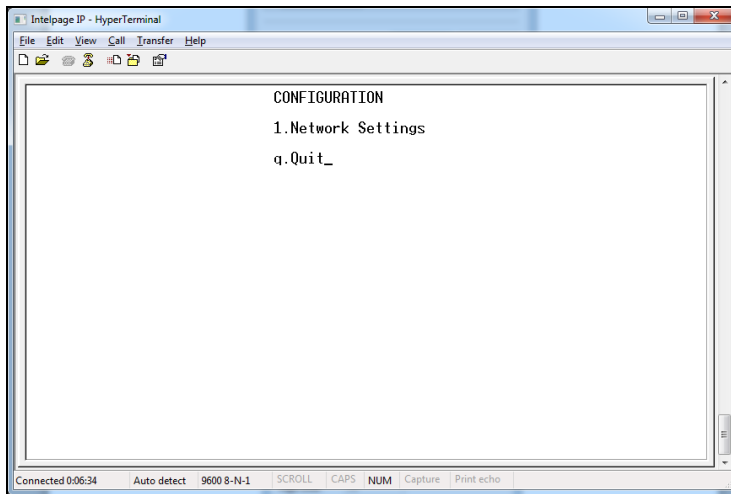 Intelpage IP - HyperTerminal
File Edit View Call Transfer Help
CONFIGURATION
1.Network Settings
q.Quit_
Connected 0:06:34 Auto detect 9600 8-N-1 SCROLL CAPS NUM Capture Print echo